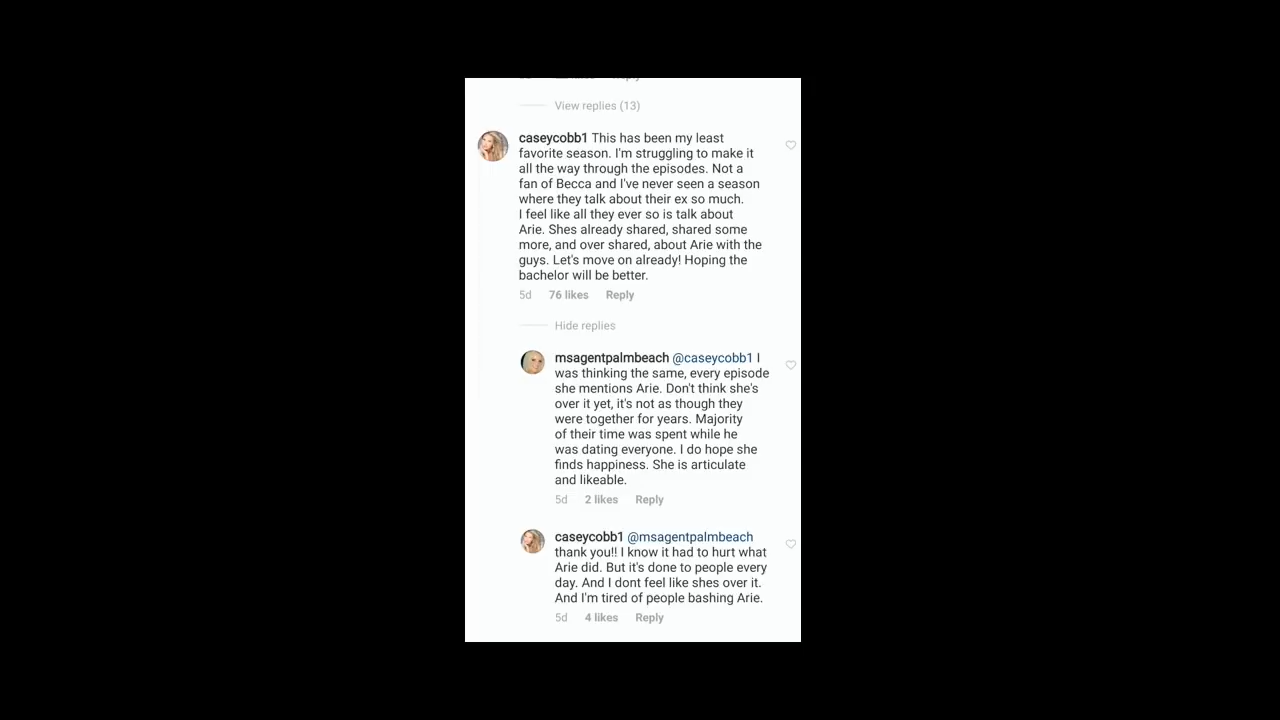 View replies (13)
caseycobb1 This has been my least
favorite season. I'm struggling to make it
all the way through the episodes. Not a
fan of Becca and I've never seen a season
where they talk about their ex so much.
I feel like all they ever so is talk about
Arie. Shes already shared, shared some
more, and over shared, about Arie with the
guys. Let's move on already! Hoping the
bachelor will be better.
5d 76 likes Reply
Hide replies
msagentpalmbeach @caseycobb1 I
was thinking the same, every episode
she mentions Arie. Don't think she's
over it yet, it's not as though they
were together for years. Majority
of their time was spent while he
was dating everyone. I do hope she
finds happiness. She is articulate
and likeable.
5d 2 likes Reply
caseycobb1 @msagentpalmbeach
thank you!! I know it had to hurt what
Arie did. But it's done to people every
day. And I dont feel like shes over it.
And I'm tired of people bashing Arie.
5d 4 likes Reply